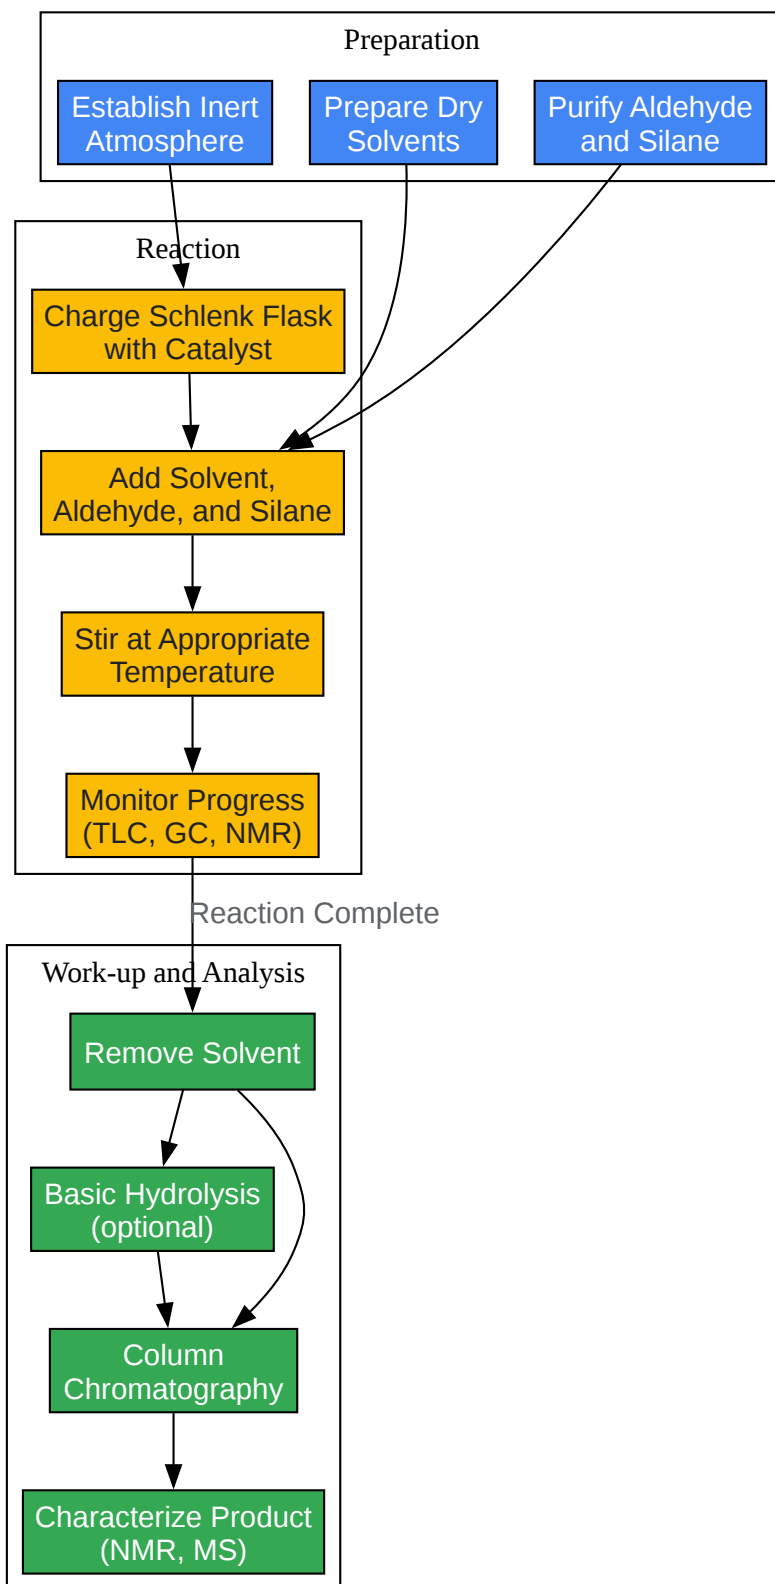 Preparation
Establish Inert
Atmosphere
Prepare Dry
Solvents
Purify Aldehyde
and Silane
Reaction
Charge Schlenk Flask
with Catalyst
Add Solvent,
Aldehyde, and Silane
Stir at Appropriate
Temperature
Monitor Progress
(TLC, GC, NMR)
Reaction Complete
Work-up and Analysis
Remove Solvent
Basic Hydrolysis
(optional)
Column
Chromatography
Characterize Product
(NMR, MS)